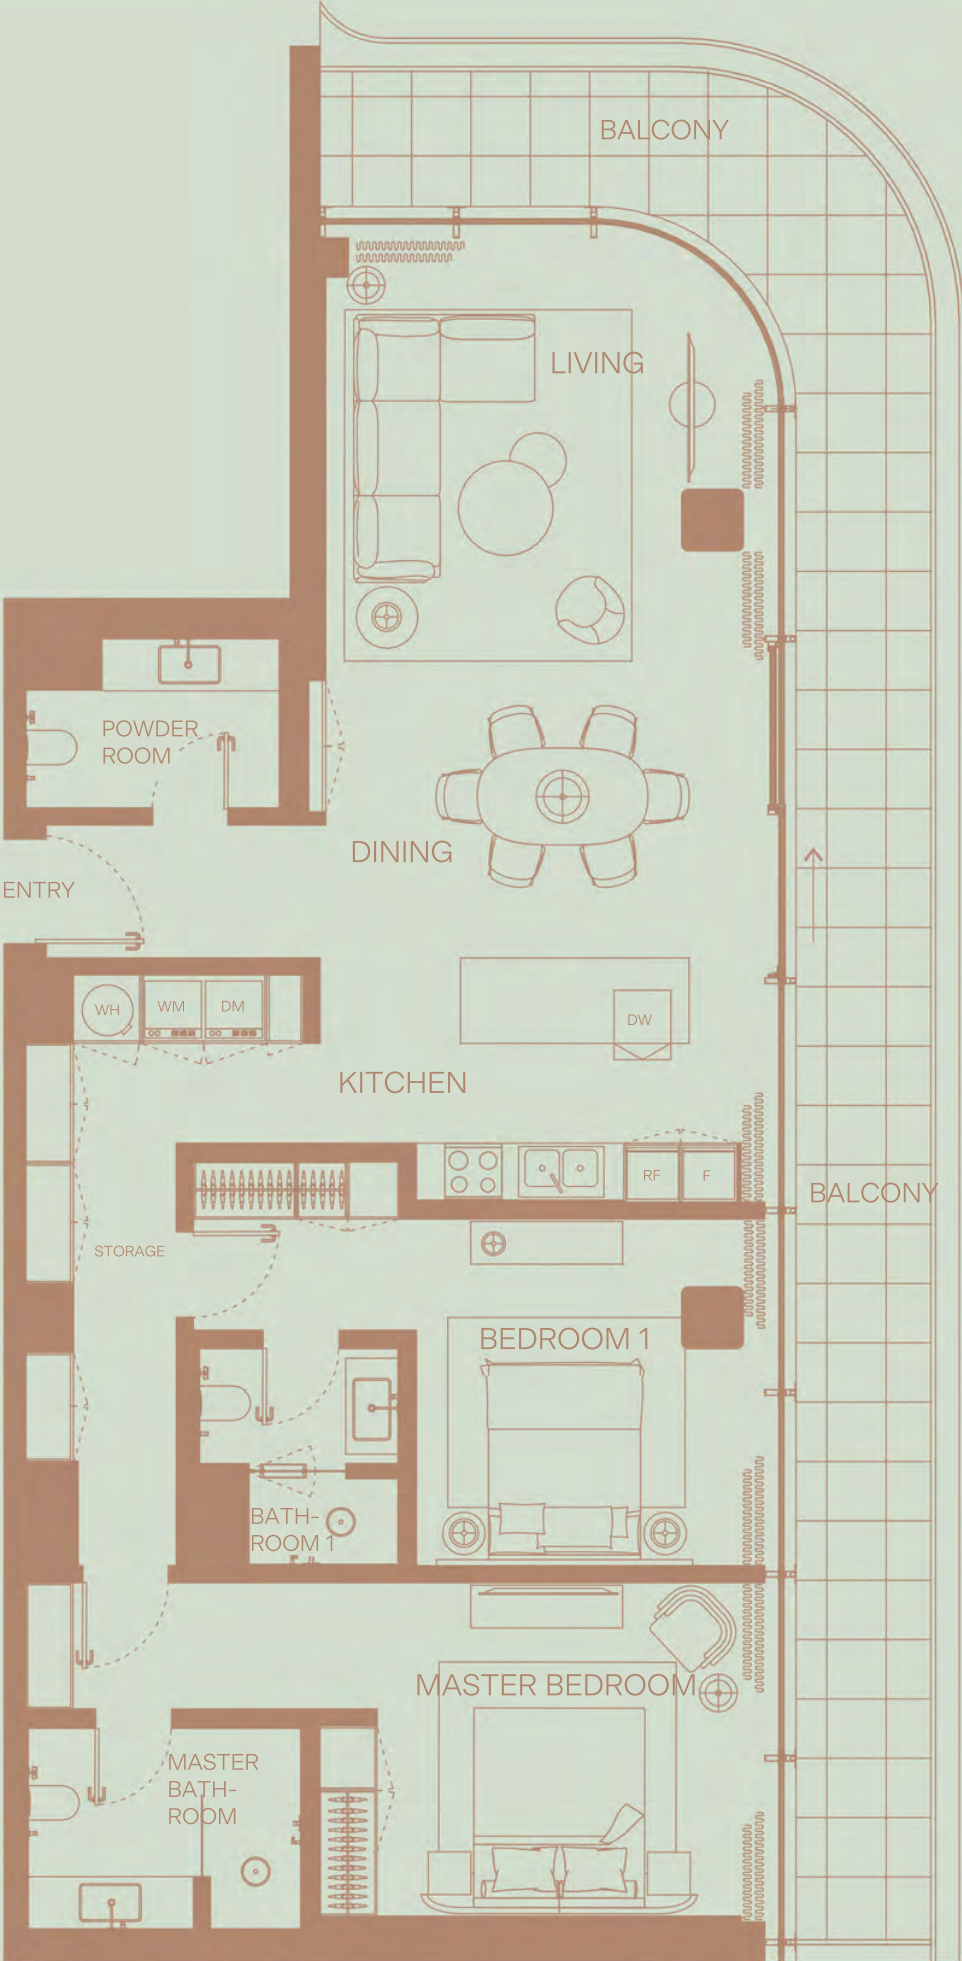 BALCONY
LIVING
POWDER
ROOM
DINING
ENTRY
WH
WM
DM
DW
KITCHEN
RF
F
BALCONY
STORAGE
BEDROOM 1
BATH-
ROOM 1
MASTER BEDROOM
MASTER
BATH-
ROOM